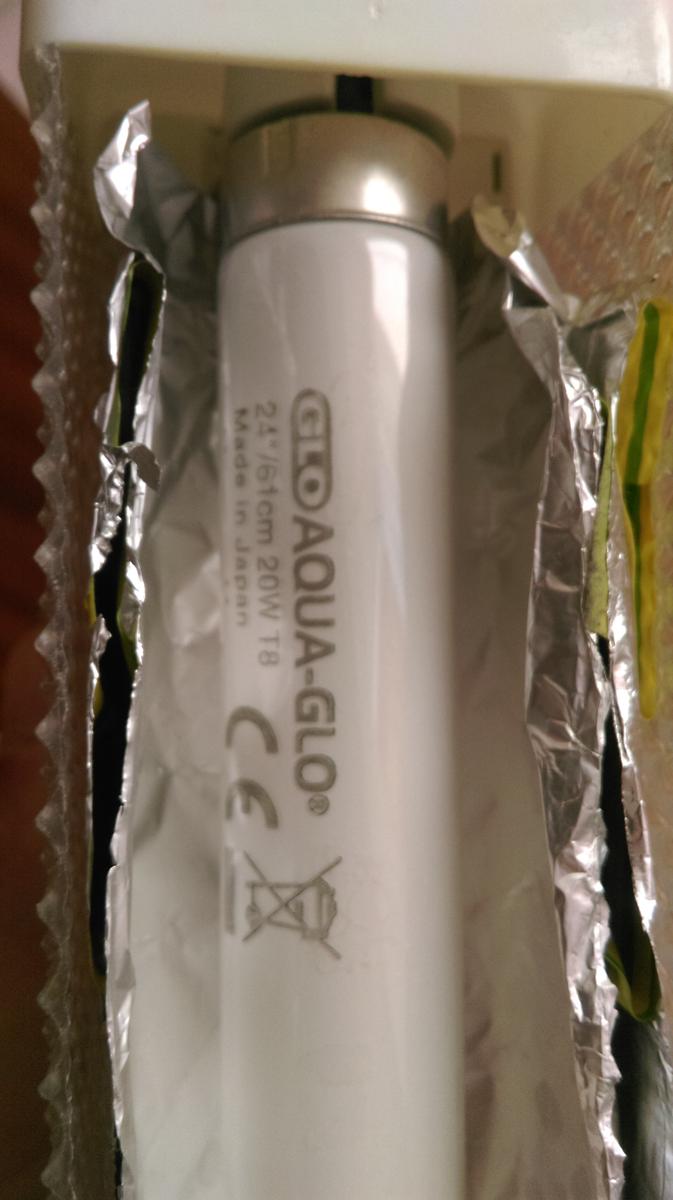 GLO AQUA-GLO®
24"/61cm 20W T8
Made in Japan
CE